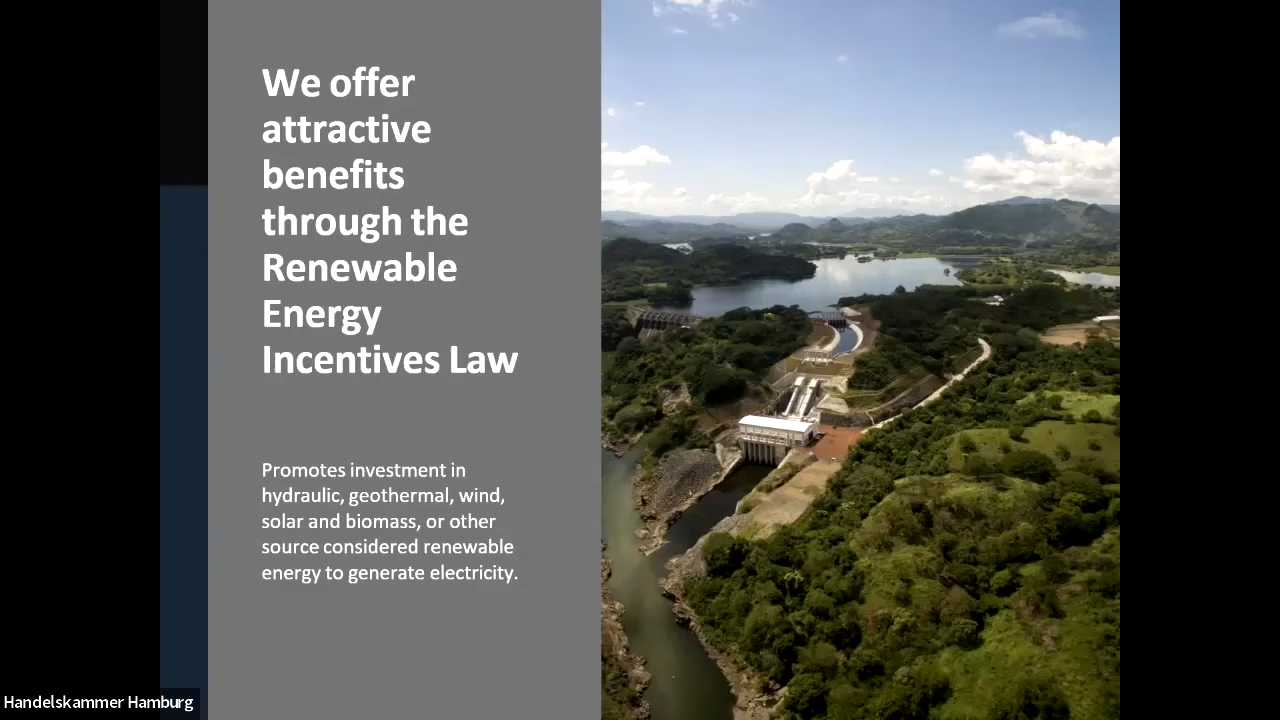 We offer
attractive
benefits
through the
Renewable
Energy
Incentives Law
Promotes investment in
hydraulic, geothermal, wind,
solar and biomass, or other
source considered renewable
energy to generate electricity.
Handelskammer Hamburg